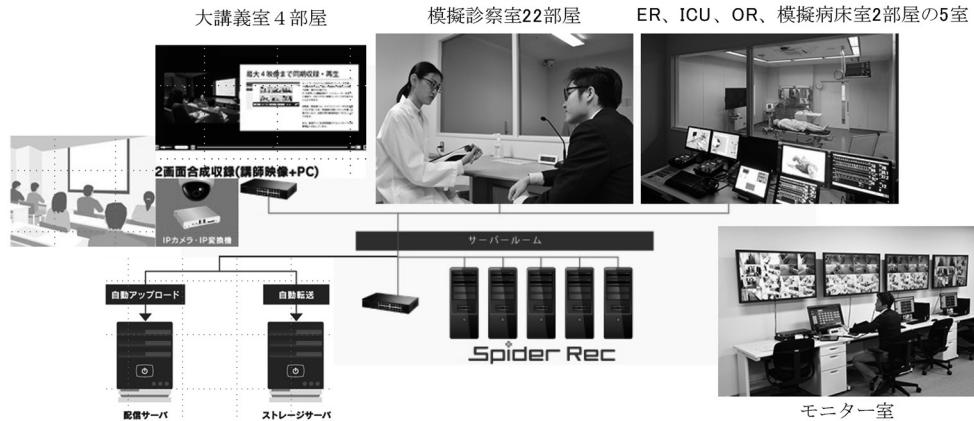 大講義室４部屋
模擬診察室22部屋
ER、ICU、OR、模擬病床室2部屋の5室
最大４映像まで同期収録・再生
2画面合成収録(講師映像+PC)
IPカメラ・IP変換機
サーバールーム
自動アップロード
自動転送
Spider Rec
配信サーバ
ストレージサーバ
モニター室